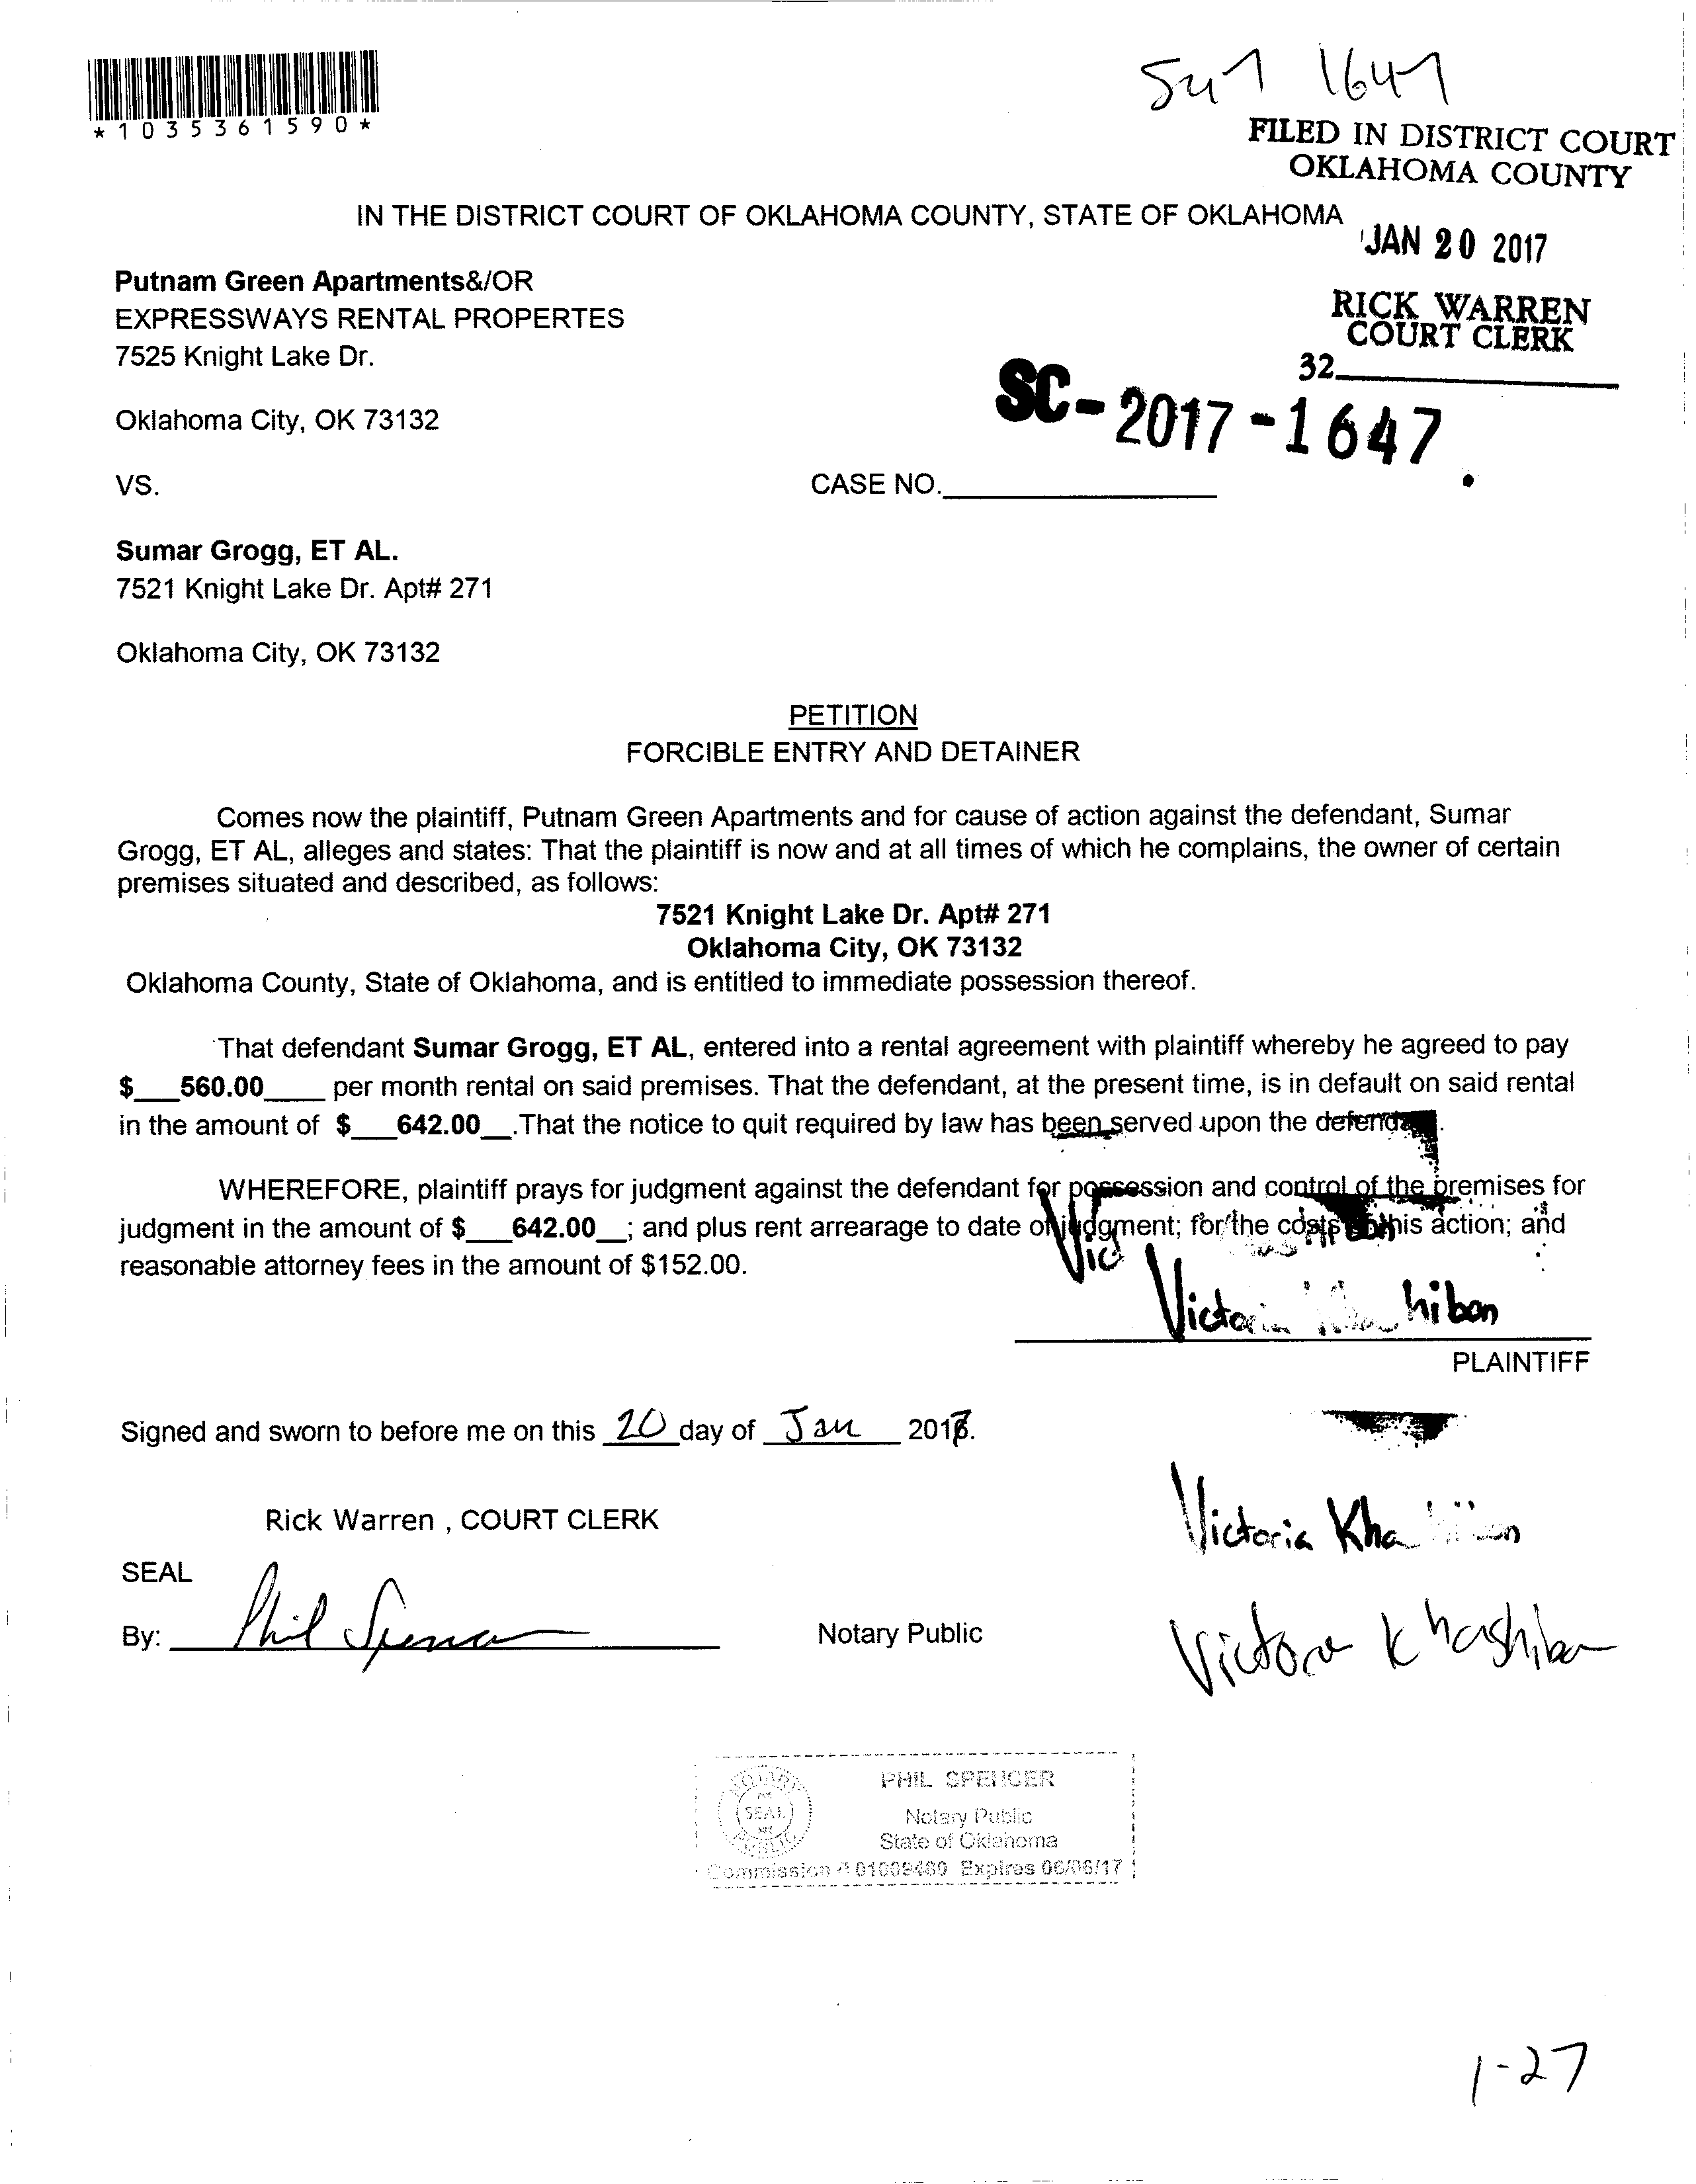 *1035361590*
1647
FILED IN DISTRICT COURT
OKLAHOMA COUNTY
IN THE DISTRICT COURT OF OKLAHOMA COUNTY, STATE OF OKLAHOMA
JAN 20 2017
Putnam Green Apartments&/OR
EXPRESSWAYS RENTAL PROPERTES
7525 Knight Lake Dr.
RICK WARREN
COURT CLERK
32
Oklahoma City, OK 73132
SC-2017-1647
VS.
CASE NO.
Sumar Grogg, ET AL.
7521 Knight Lake Dr. Apt# 271
Oklahoma City, OK 73132
PETITION
FORCIBLE ENTRY AND DETAINER
Comes now the plaintiff, Putnam Green Apartments and for cause of action against the defendant, Sumar
Grogg, ET AL, alleges and states: That the plaintiff is now and at all times of which he complains, the owner of certain
premises situated and described, as follows:
7521 Knight Lake Dr. Apt# 271
Oklahoma City, OK 73132
Oklahoma County, State of Oklahoma, and is entitled to immediate possession thereof.
That defendant Sumar Grogg, ET AL, entered into a rental agreement with plaintiff whereby he agreed to pay
$___560.00____ per month rental on said premises. That the defendant, at the present time, is in default on said rental
in the amount of $___642.00__.That the notice to quit required by law has been served upon the
WHEREFORE, plaintiff prays for judgment against the defendant for possession and control of the premises for
judgment in the amount of $___642.00__; and plus rent arrearage to date of judgment; for the costs this action; and
reasonable attorney fees in the amount of $152.00.
Vic
Victoria
PLAINTIFF
Signed and sworn to before me on this 20 day of Jan 2017.
Rick Warren , COURT CLERK
Victoria
SEAL
By: Phil Spencer
Notary Public
Victoria Khashiban
NOTARY PUBLIC
SEAL
PHIL SPENCER
Notary Public
State of Oklahoma
Commission # 01009480 Expires 06/06/17
1-27